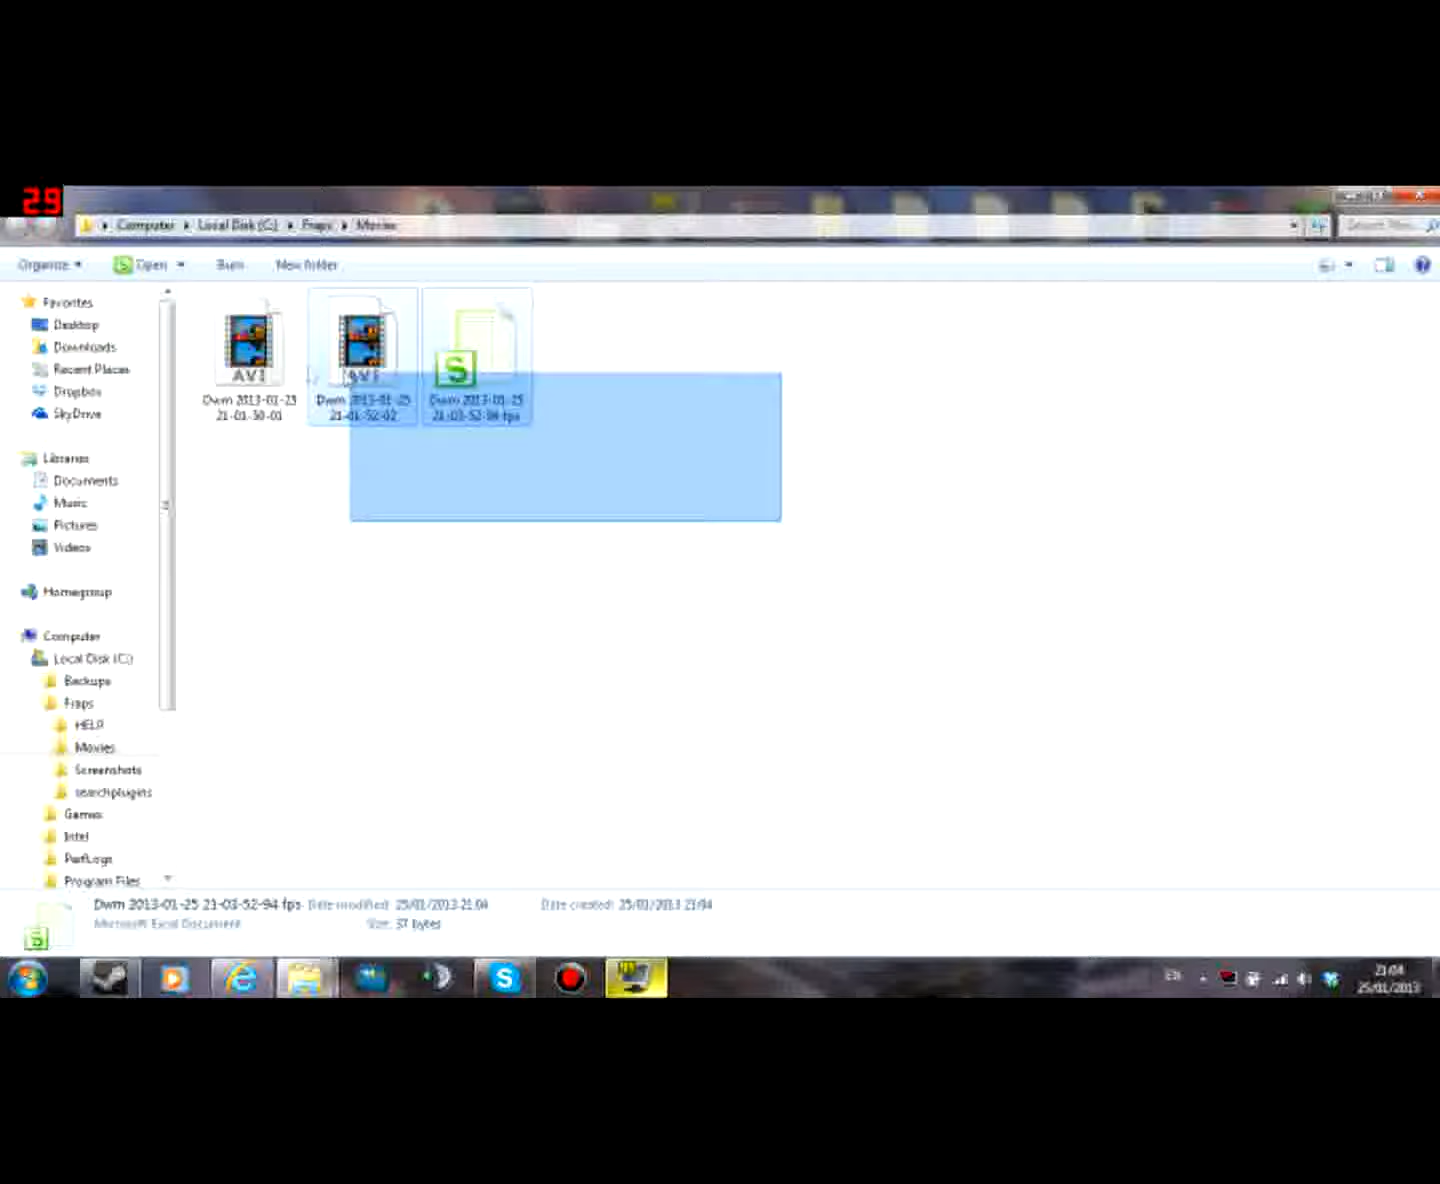 29
Computer Local Disk (C:) Fraps Movies
Organize Open Burn New folder
Favorites
Desktop
Downloads
Recent Places
Dropbox
SkyDrive
Libraries
Documents
Music
Pictures
Videos
Homegroup
Computer
Local Disk (C:)
Backups
Fraps
HELP
Movies
Screenshots
searchplugins
Games
Intel
PerfLogs
Program Files
AVI
Dwm 2013-01-25
21-01-30-01
AVI
Dwm 2013-01-25
21-01-52-02
S
Dwm 2013-01-25
21-03-52-94 fps
Dwm 2013-01-25 21-03-52-94 fps Date modified: 25/01/2013 21:04 Date created: 25/01/2013 21:04
Microsoft Excel Document Size: 37 bytes
EN
21:04
25/01/2013